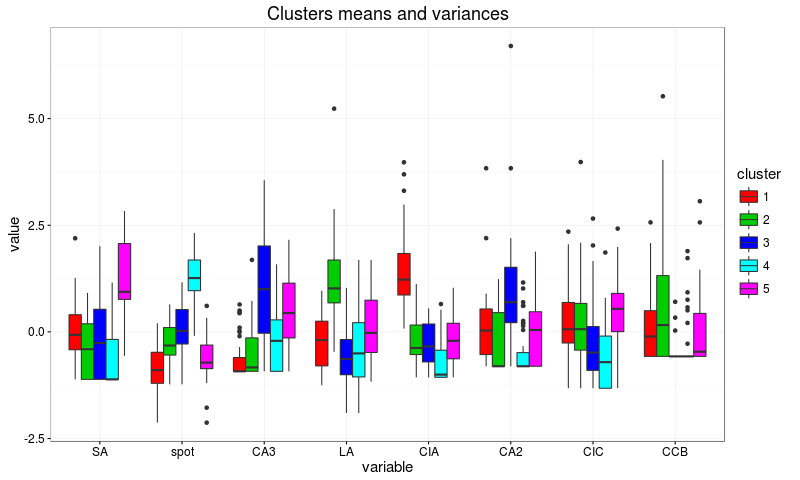 Clusters means and variances
value
5.0
2.5
0.0
-2.5
SA spot CA3 LA CIA CA2 CIC CCB
variable
cluster
1
2
3
4
5